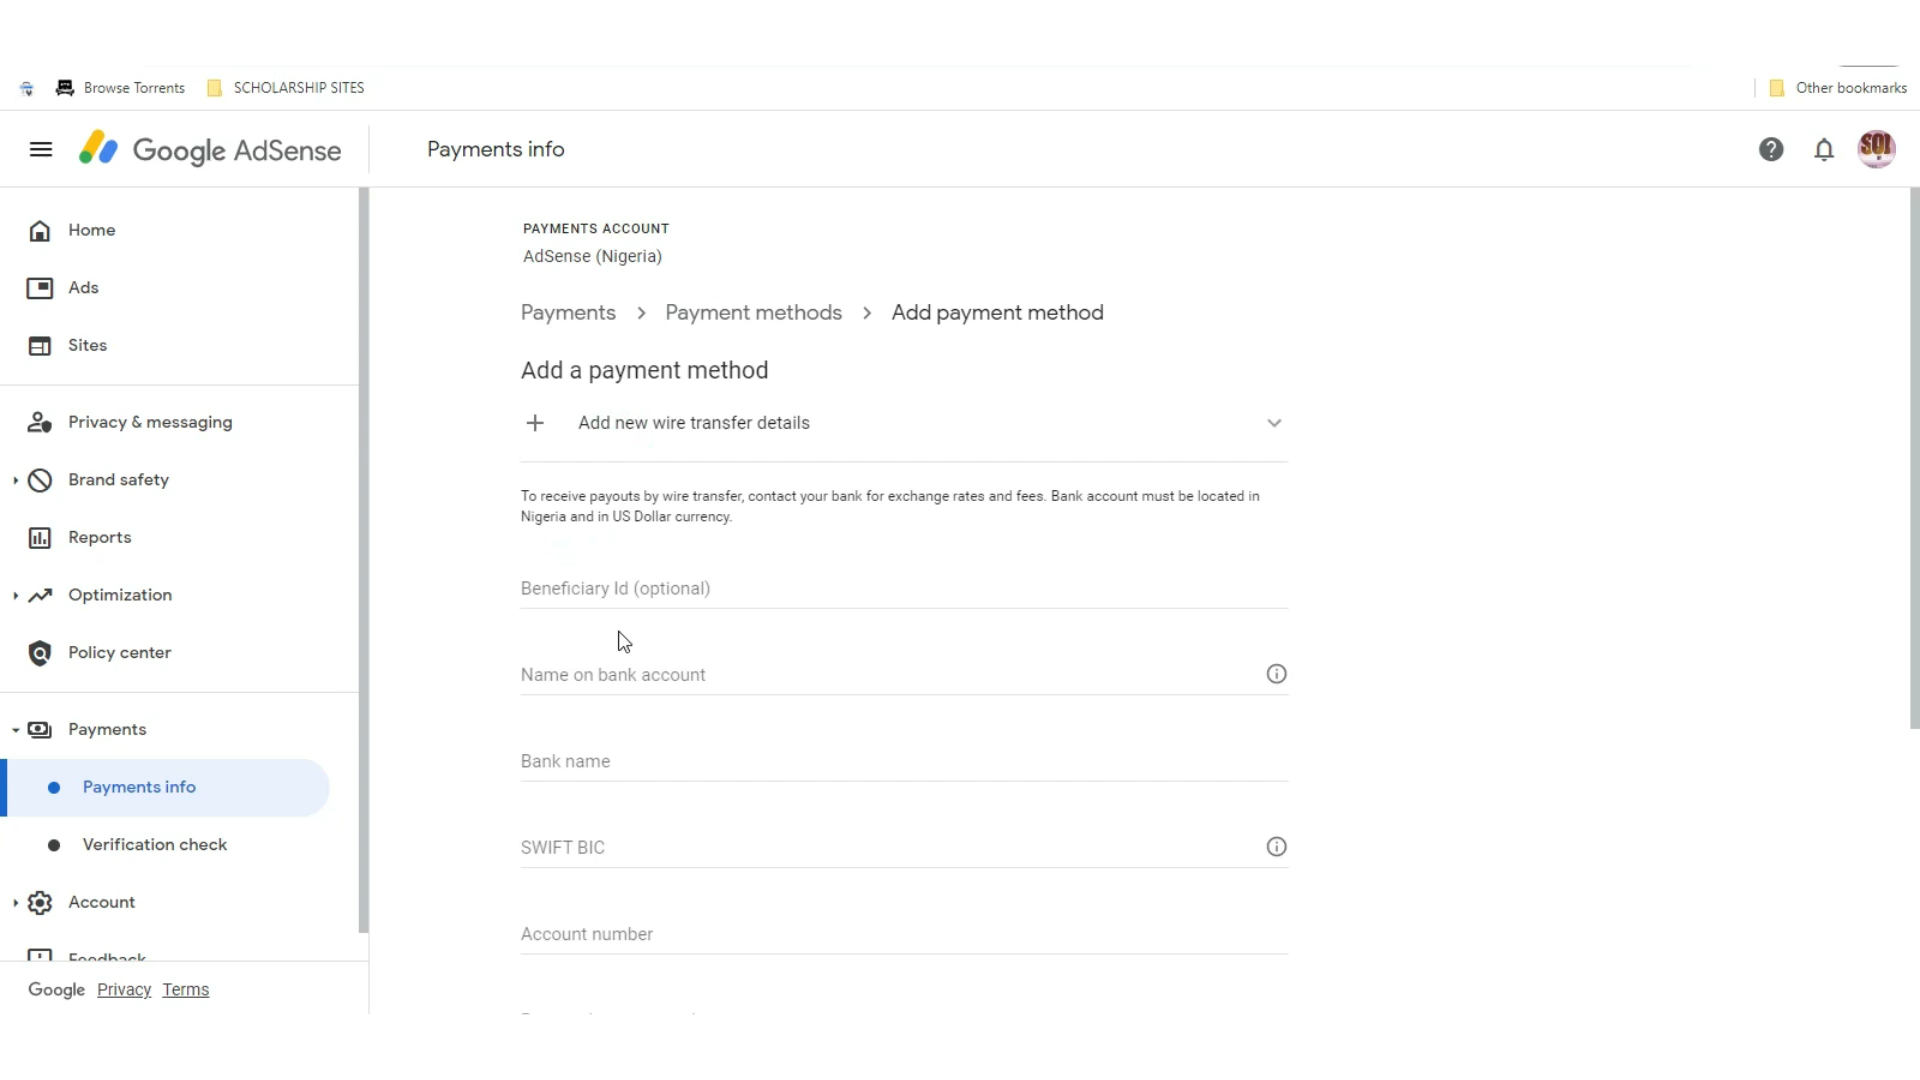 Browse Torrents
SCHOLARSHIP SITES
Other bookmarks
Google AdSense
Payments info
SOI
Home
Ads
Sites
Privacy & messaging
Brand safety
Reports
Optimization
Policy center
Payments
Payments info
Verification check
Account
Feedback
Google Privacy Terms
PAYMENTS ACCOUNT
AdSense (Nigeria)
Payments > Payment methods > Add payment method
Add a payment method
+ Add new wire transfer details
To receive payouts by wire transfer, contact your bank for exchange rates and fees. Bank account must be located in
Nigeria and in US Dollar currency.
Beneficiary Id (optional)
Name on bank account
Bank name
SWIFT BIC
Account number